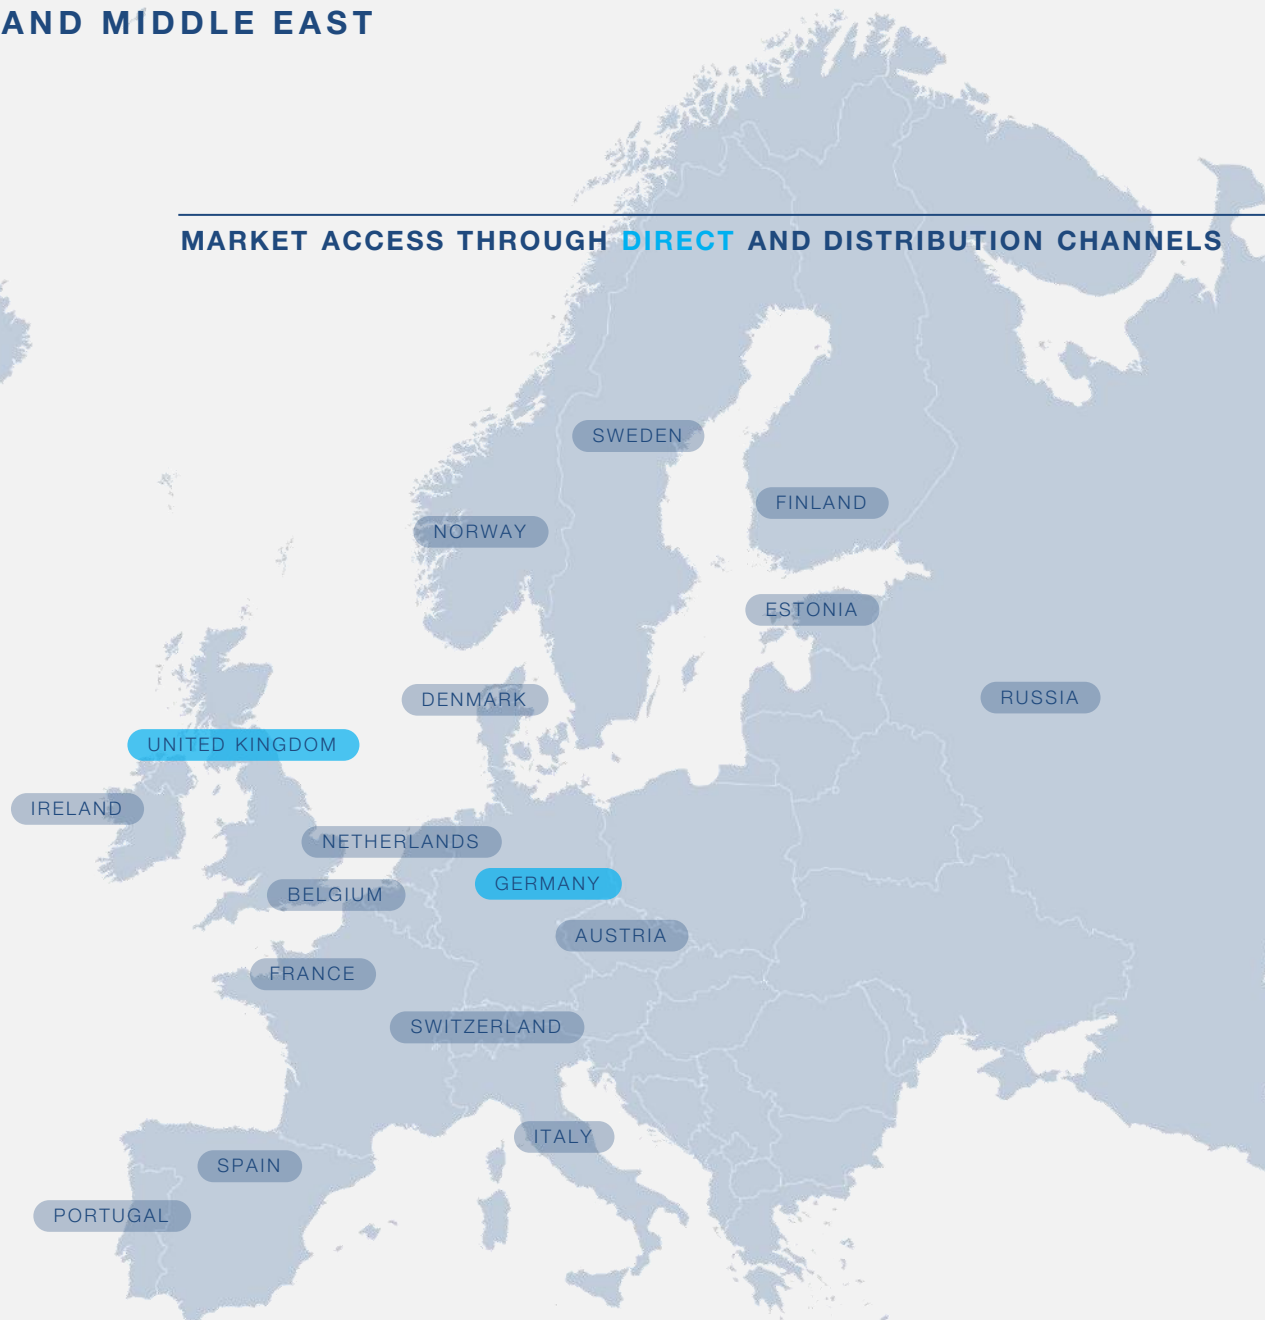 AND MIDDLE EAST
MARKET ACCESS THROUGH DIRECT AND DISTRIBUTION CHANNELS
SWEDEN
FINLAND
NORWAY
ESTONIA
DENMARK
RUSSIA
UNITED KINGDOM
IRELAND
NETHERLANDS
GERMANY
BELGIUM
AUSTRIA
FRANCE
SWITZERLAND
ITALY
SPAIN
PORTUGAL